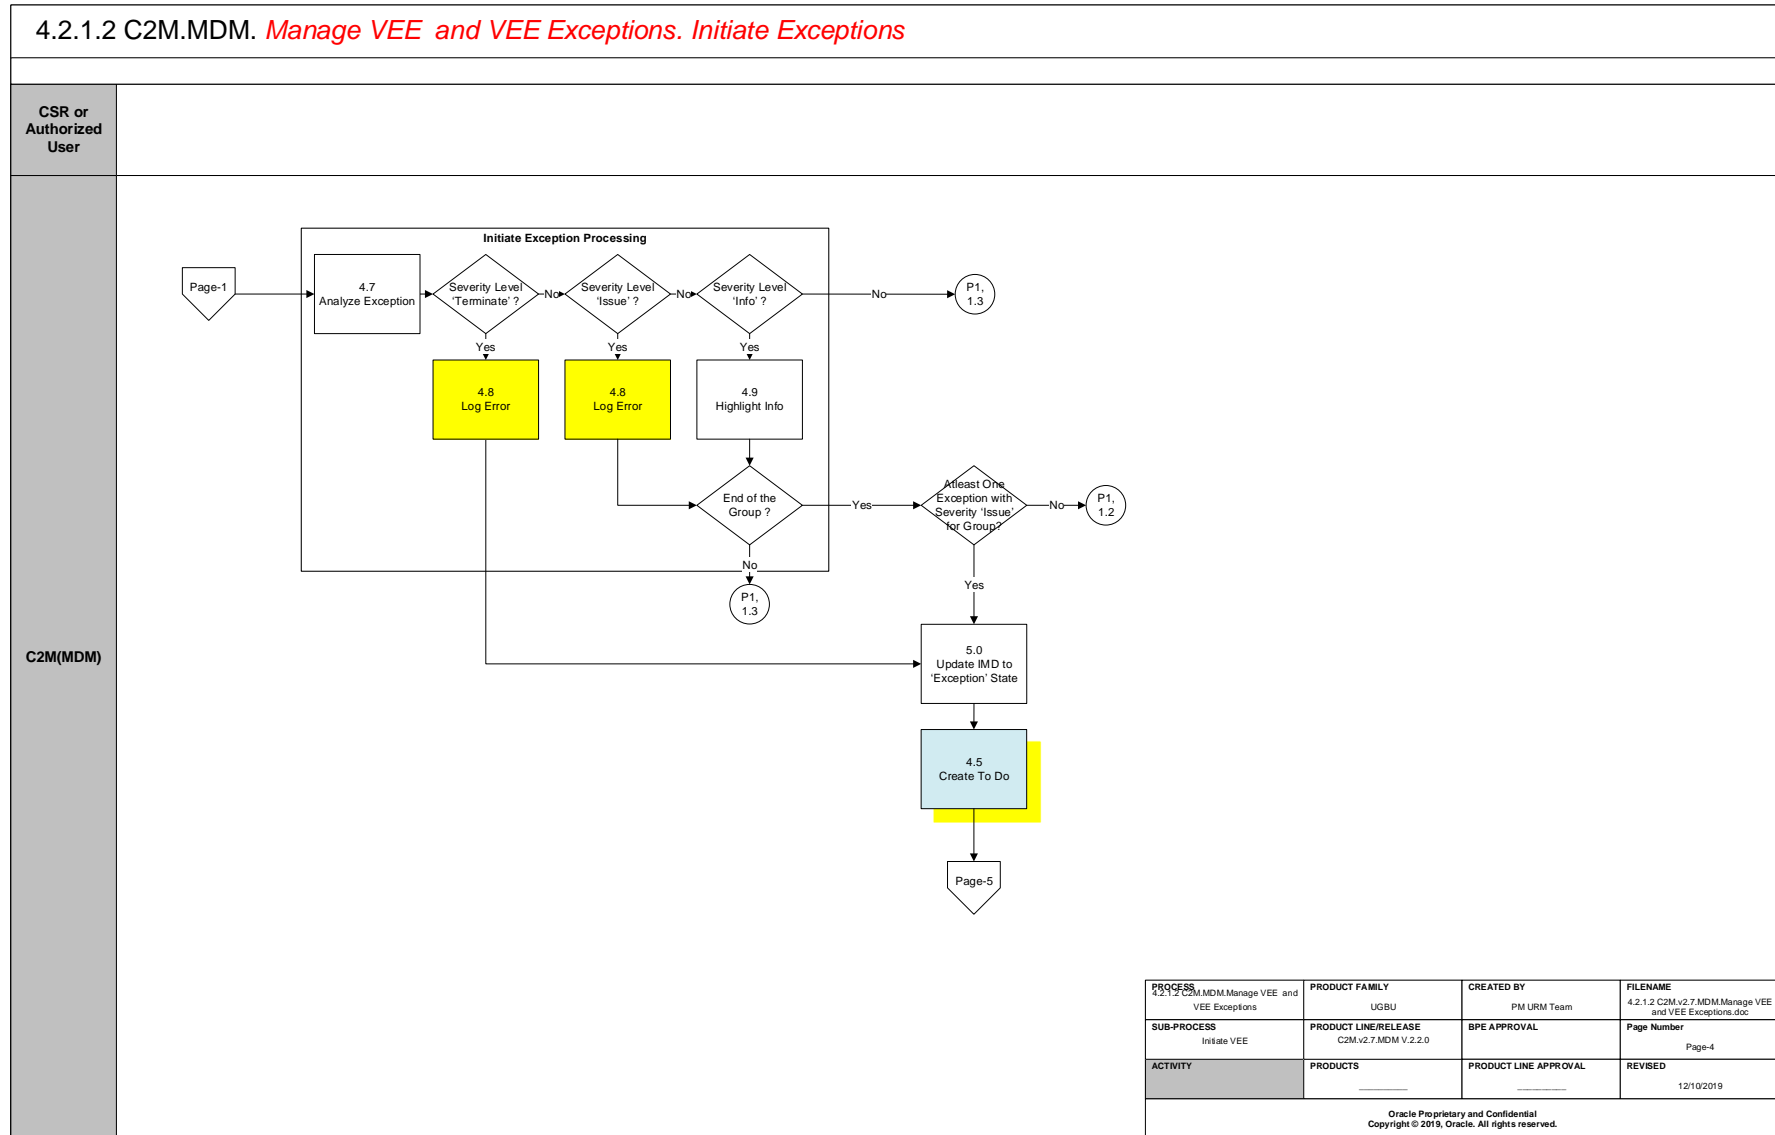 4.2.1.2 C2M.MDM. Manage VEE and VEE Exceptions. Initiate Exceptions
CSR or
Authorized
User
C2M(MDM)
Initiate Exception Processing
Page-1
4.7
Analyze Exception
Severity Level
‘Terminate’ ?
No
Severity Level
‘Issue’ ?
No
Severity Level
‘Info’ ?
No
P1,
1.3
Yes
Yes
Yes
4.8
Log Error
4.8
Log Error
4.9
Highlight Info
End of the
Group ?
Yes
Atleast One
Exception with
Severity ‘Issue’
for Group?
No
P1,
1.2
No
P1,
1.3
Yes
5.0
Update IMD to
‘Exception’ State
4.5
Create To Do
Page-5
PROCESS
4.2.1.2 C2M.MDM.Manage VEE and
VEE Exceptions
PRODUCT FAMILY
UGBU
CREATED BY
PM URM Team
FILENAME
4.2.1.2 C2M.v2.7.MDM.Manage VEE
and VEE Exceptions.doc
SUB-PROCESS
Initiate VEE
PRODUCT LINE/RELEASE
C2M.v2.7.MDM V.2.2.0
BPE APPROVAL
Page Number
Page-4
ACTIVITY
PRODUCTS
PRODUCT LINE APPROVAL
REVISED
12/10/2019
Oracle Proprietary and Confidential
Copyright © 2019, Oracle. All rights reserved.